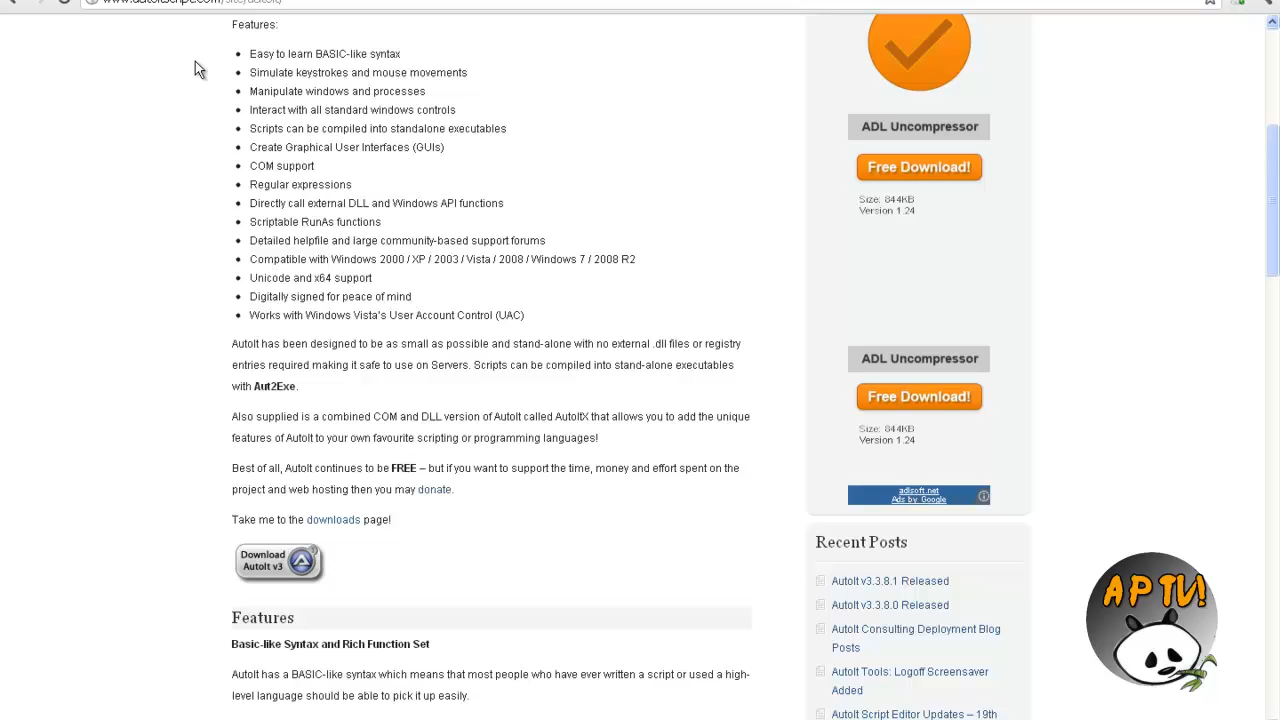 Features:
Easy to learn BASIC-like syntax
Simulate keystrokes and mouse movements
Manipulate windows and processes
Interact with all standard windows controls
Scripts can be compiled into standalone executables
Create Graphical User Interfaces (GUIs)
COM support
Regular expressions
Directly call external DLL and Windows API functions
Scriptable RunAs functions
Detailed helpfile and large community-based support forums
Compatible with Windows 2000 / XP / 2003 / Vista / 2008 / Windows 7 / 2008 R2
Unicode and x64 support
Digitally signed for peace of mind
Works with Windows Vista's User Account Control (UAC)
AutoIt has been designed to be as small as possible and stand-alone with no external .dll files or registry
entries required making it safe to use on Servers. Scripts can be compiled into stand-alone executables
with Aut2Exe.
Also supplied is a combined COM and DLL version of AutoIt called AutoItX that allows you to add the unique
features of AutoIt to your own favourite scripting or programming languages!
Best of all, AutoIt continues to be FREE – but if you want to support the time, money and effort spent on the
project and web hosting then you may donate.
Take me to the downloads page!
Download
AutoIt v3
Features
Basic-like Syntax and Rich Function Set
AutoIt has a BASIC-like syntax which means that most people who have ever written a script or used a high-
level language should be able to pick it up easily.
ADL Uncompressor
Free Download!
Size: 844KB
Version 1.24
ADL Uncompressor
Free Download!
Size: 844KB
Version 1.24
adlsoft.net
Ads by Google
Recent Posts
AutoIt v3.3.8.1 Released
AutoIt v3.3.8.0 Released
AutoIt Consulting Deployment Blog
Posts
AutoIt Tools: Logoff Screensaver
Added
AutoIt Script Editor Updates – 19th
APTV!